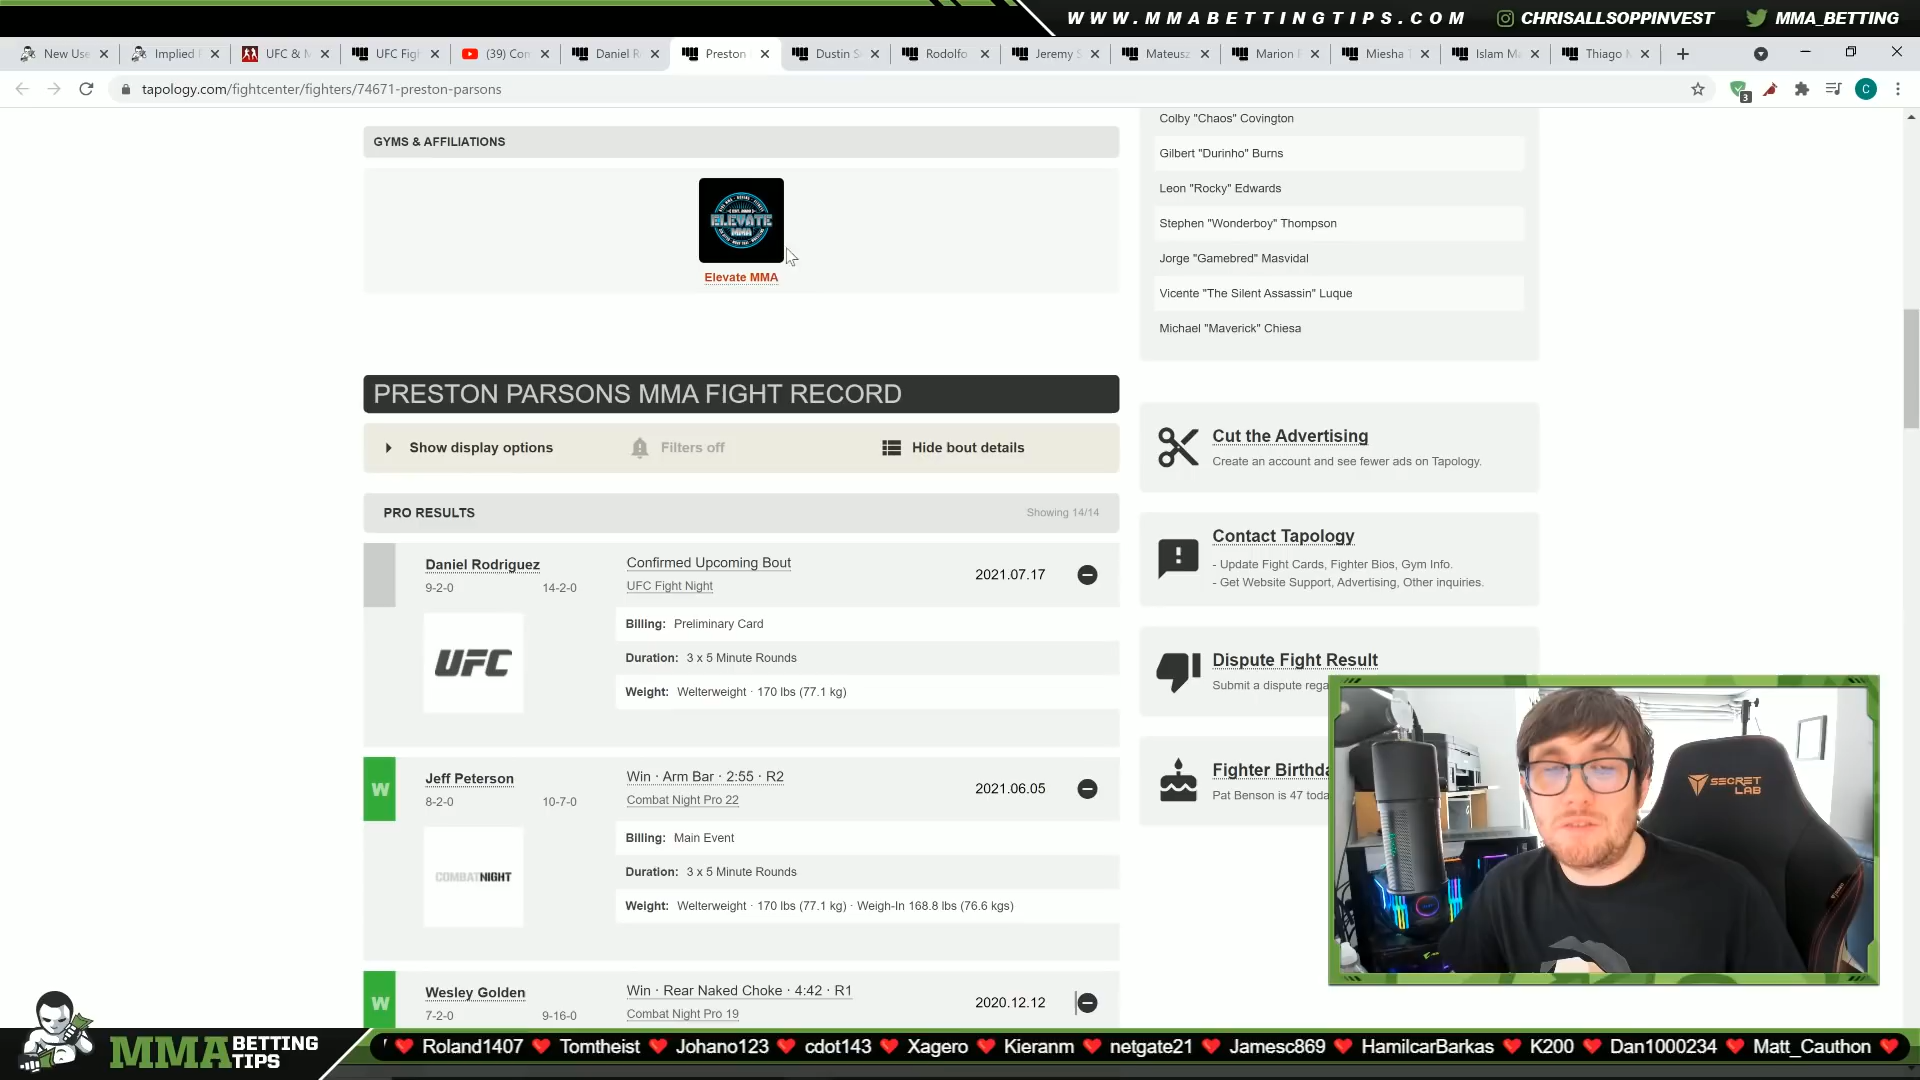 WWW.MMABETTINGTIPS.COM CHRISALLSOPPINVEST MMA_BETTING
New Use Implied F UFC & M UFC Figh (39) Con Daniel R Preston Dustin S Rodolfo Jeremy S Mateusz Marion Miesha T Islam Ma Thiago M
tapology.com/fightcenter/fighters/74671-preston-parsons
3
C
GYMS & AFFILIATIONS
ELEVATE
MMA
Elevate MMA
Colby "Chaos" Covington
Gilbert "Durinho" Burns
Leon "Rocky" Edwards
Stephen "Wonderboy" Thompson
Jorge "Gamebred" Masvidal
Vicente "The Silent Assassin" Luque
Michael "Maverick" Chiesa
PRESTON PARSONS MMA FIGHT RECORD
Show display options Filters off Hide bout details
PRO RESULTS Showing 14/14
Daniel Rodriguez Confirmed Upcoming Bout 2021.07.17
9-2-0 14-2-0 UFC Fight Night
UFC
Billing: Preliminary Card
Duration: 3 x 5 Minute Rounds
Weight: Welterweight · 170 lbs (77.1 kg)
W Jeff Peterson Win · Arm Bar · 2:55 · R2 2021.06.05
8-2-0 10-7-0 Combat Night Pro 22
COMBATNIGHT
Billing: Main Event
Duration: 3 x 5 Minute Rounds
Weight: Welterweight · 170 lbs (77.1 kg) · Weigh-In 168.8 lbs (76.6 kgs)
W Wesley Golden Win · Rear Naked Choke · 4:42 · R1 2020.12.12
7-2-0 9-16-0 Combat Night Pro 19
Cut the Advertising
Create an account and see fewer ads on Tapology.
Contact Tapology
- Update Fight Cards, Fighter Bios, Gym Info.
- Get Website Support, Advertising, Other inquiries.
Dispute Fight Result
Submit a dispute rega
Fighter Birthda
Pat Benson is 47 toda
SECRET
LAB
MMA BETTING
TIPS
Roland1407 Tomtheist Johano123 cdot143 Xagero Kieranm netgate21 Jamesc869 HamilcarBarkas K200 Dan1000234 Matt_Cauthon